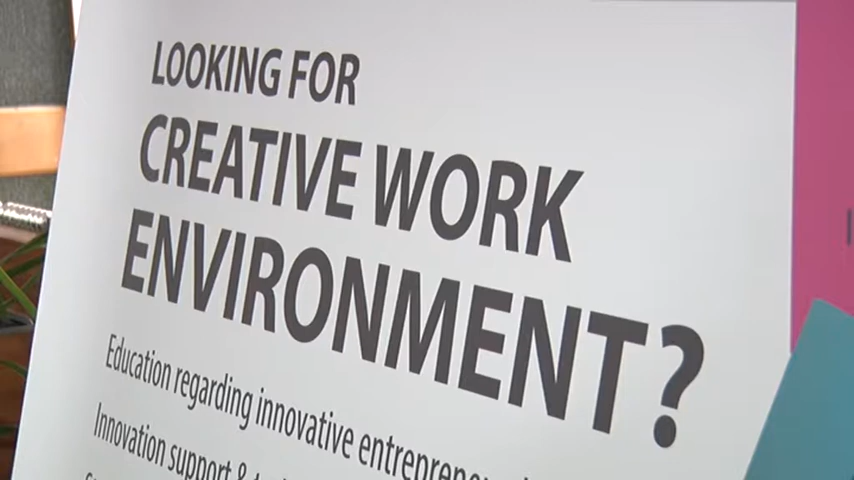 LOOKING FOR
CREATIVE WORK
ENVIRONMENT?
Education regarding innovative
Innovation support &